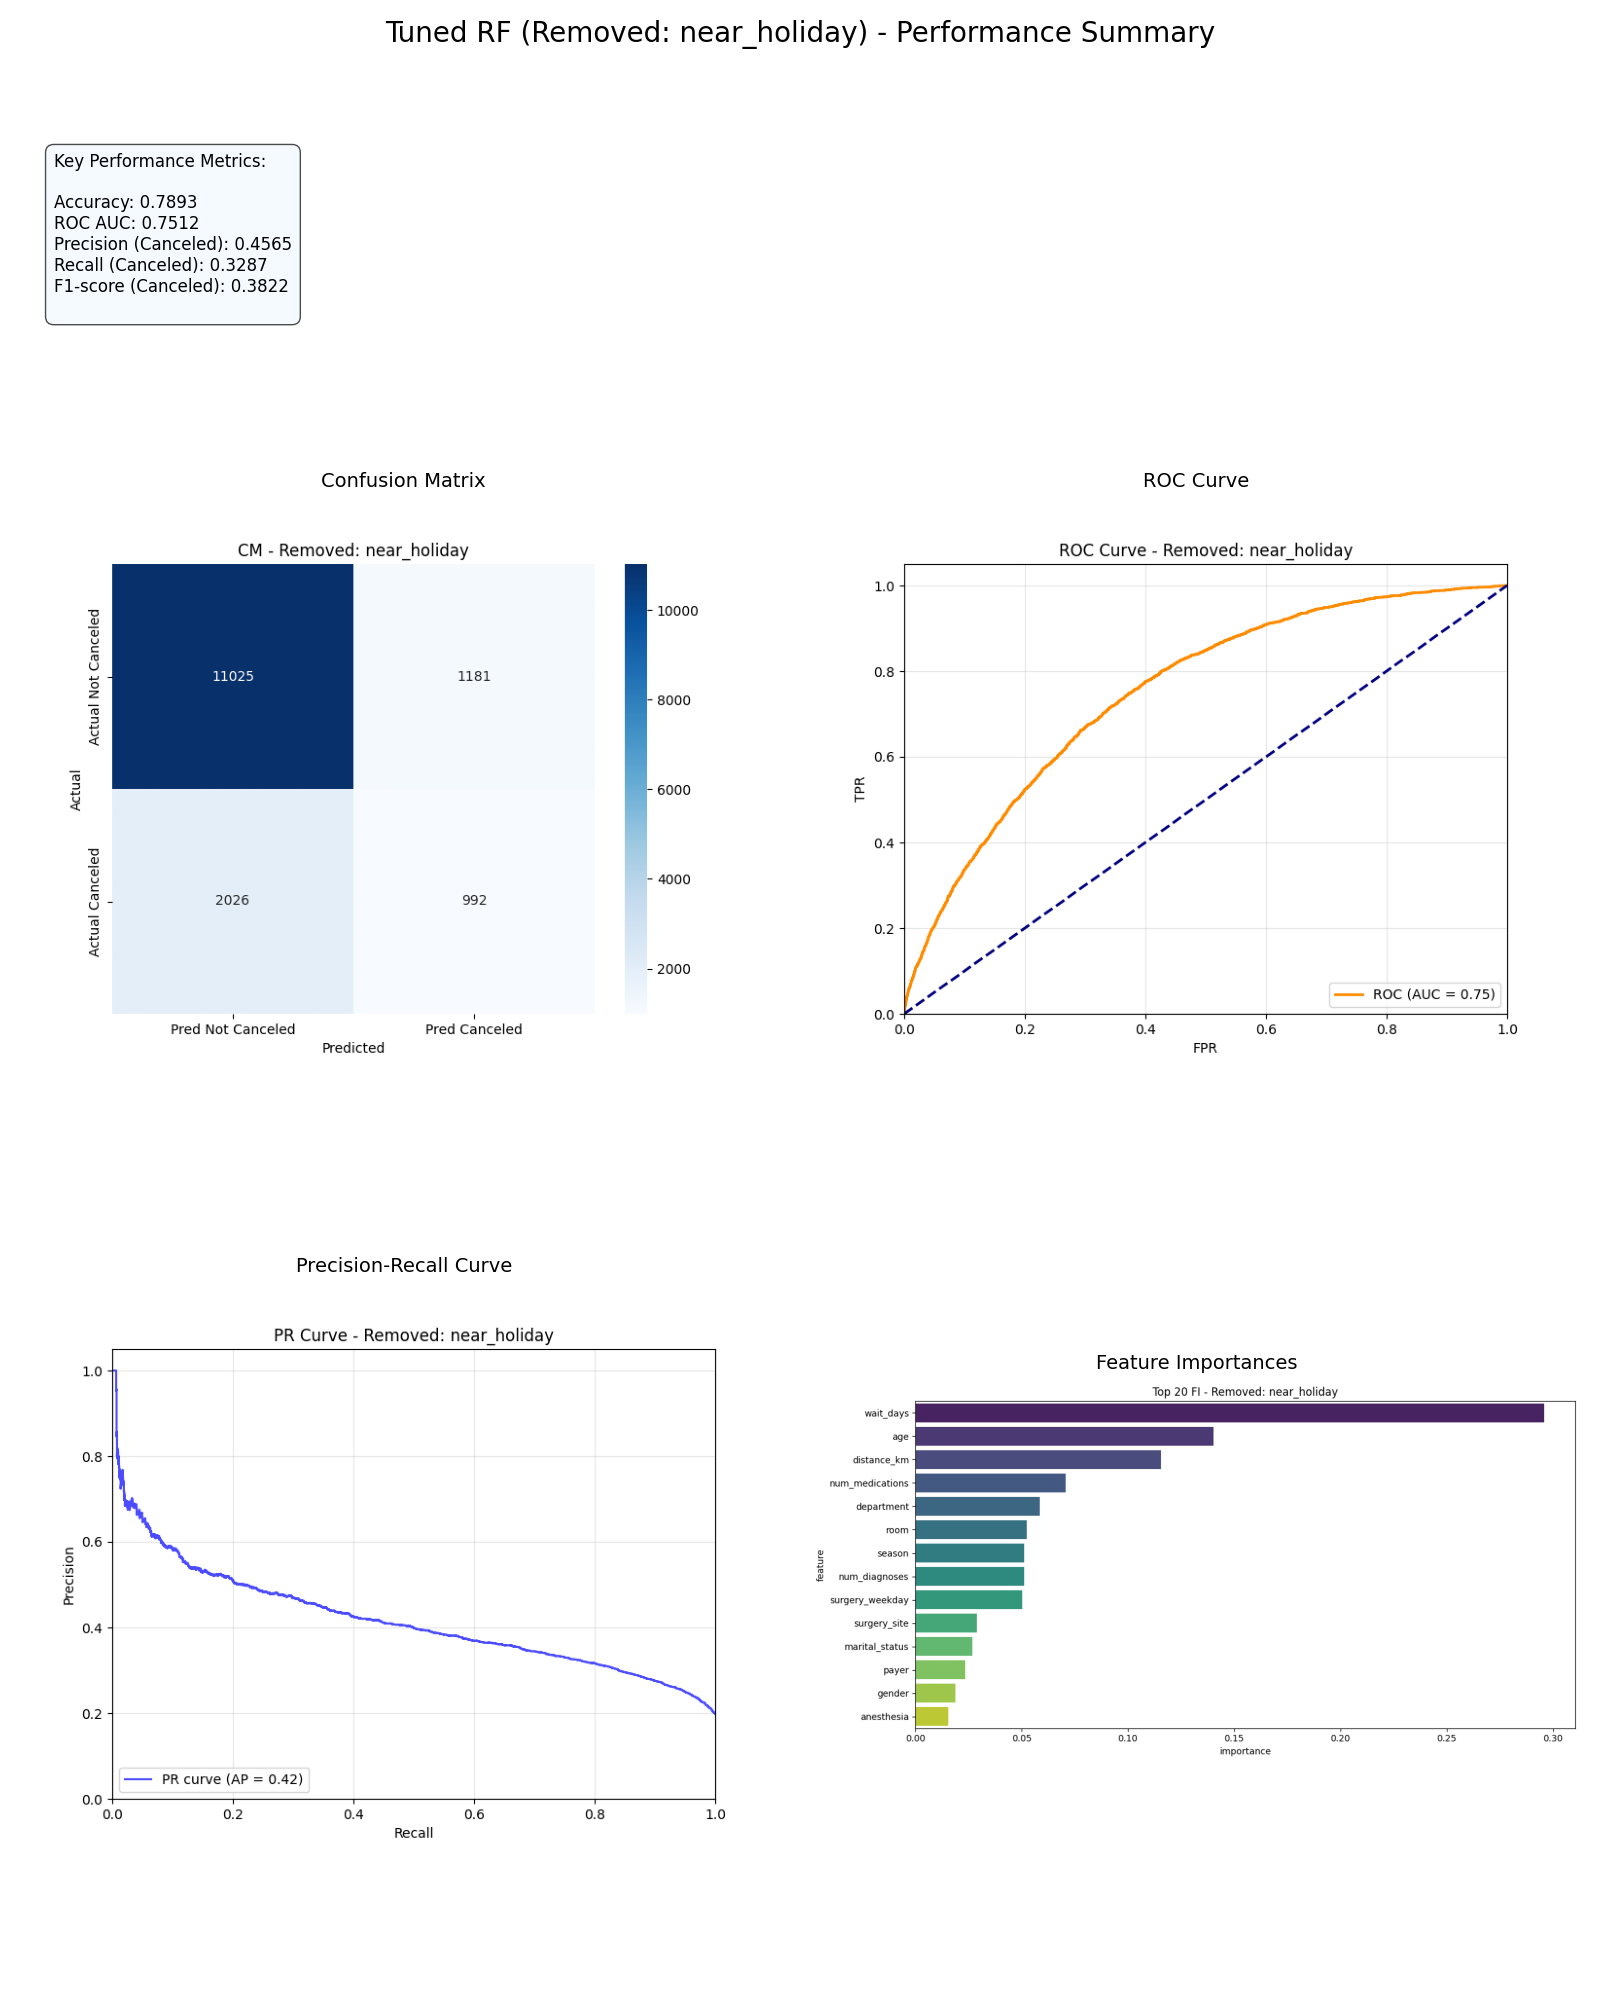 Tuned RF (Removed: near_holiday) - Performance Summary
Key Performance Metrics:
Accuracy: 0.7893
ROC AUC: 0.7512
Precision (Canceled): 0.4565
Recall (Canceled): 0.3287
F1-score (Canceled): 0.3822
Confusion Matrix
CM - Removed: near_holiday
Actual
Actual Not Canceled
Actual Canceled
11025
1181
2026
992
Pred Not Canceled
Pred Canceled
Predicted
10000
8000
6000
4000
2000
ROC Curve
ROC Curve - Removed: near_holiday
TPR
1.0
0.8
0.6
0.4
0.2
0.0
ROC (AUC = 0.75)
0.0
0.2
0.4
0.6
0.8
1.0
FPR
Precision-Recall Curve
PR Curve - Removed: near_holiday
Precision
1.0
0.8
0.6
0.4
0.2
0.0
PR curve (AP = 0.42)
0.0
0.2
0.4
0.6
0.8
1.0
Recall
Feature Importances
Top 20 FI - Removed: near_holiday
feature
wait_days
age
distance_km
num_medications
department
room
season
num_diagnoses
surgery_weekday
surgery_site
marital_status
payer
gender
anesthesia
0.00
0.05
0.10
0.15
0.20
0.25
0.30
importance